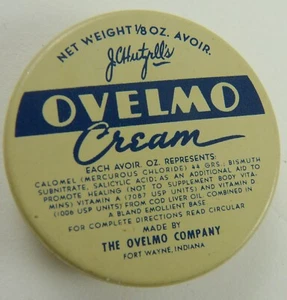 NET WEIGHT 1/8 OZ. AVOIR.
J.C. Hutzell's
OVELMO
Cream
EACH AVOIR. OZ. REPRESENTS:
CALOMEL (MERCUROUS CHLORIDE) 44 GRS.; BISMUTH
SUBNITRATE, SALICYLIC ACID; AS AN ADDITIONAL AID TO
PROMOTE HEALING (NOT TO SUPPLEMENT BODY VITA-
MINS) VITAMIN A (7087 USP UNITS) AND VITAMIN D
(1006 USP UNITS) FROM COD LIVER OIL. COMBINED IN
A BLAND EMOLLIENT BASE
FOR COMPLETE DIRECTIONS READ CIRCULAR
MADE BY
THE OVELMO COMPANY
FORT WAYNE, INDIANA